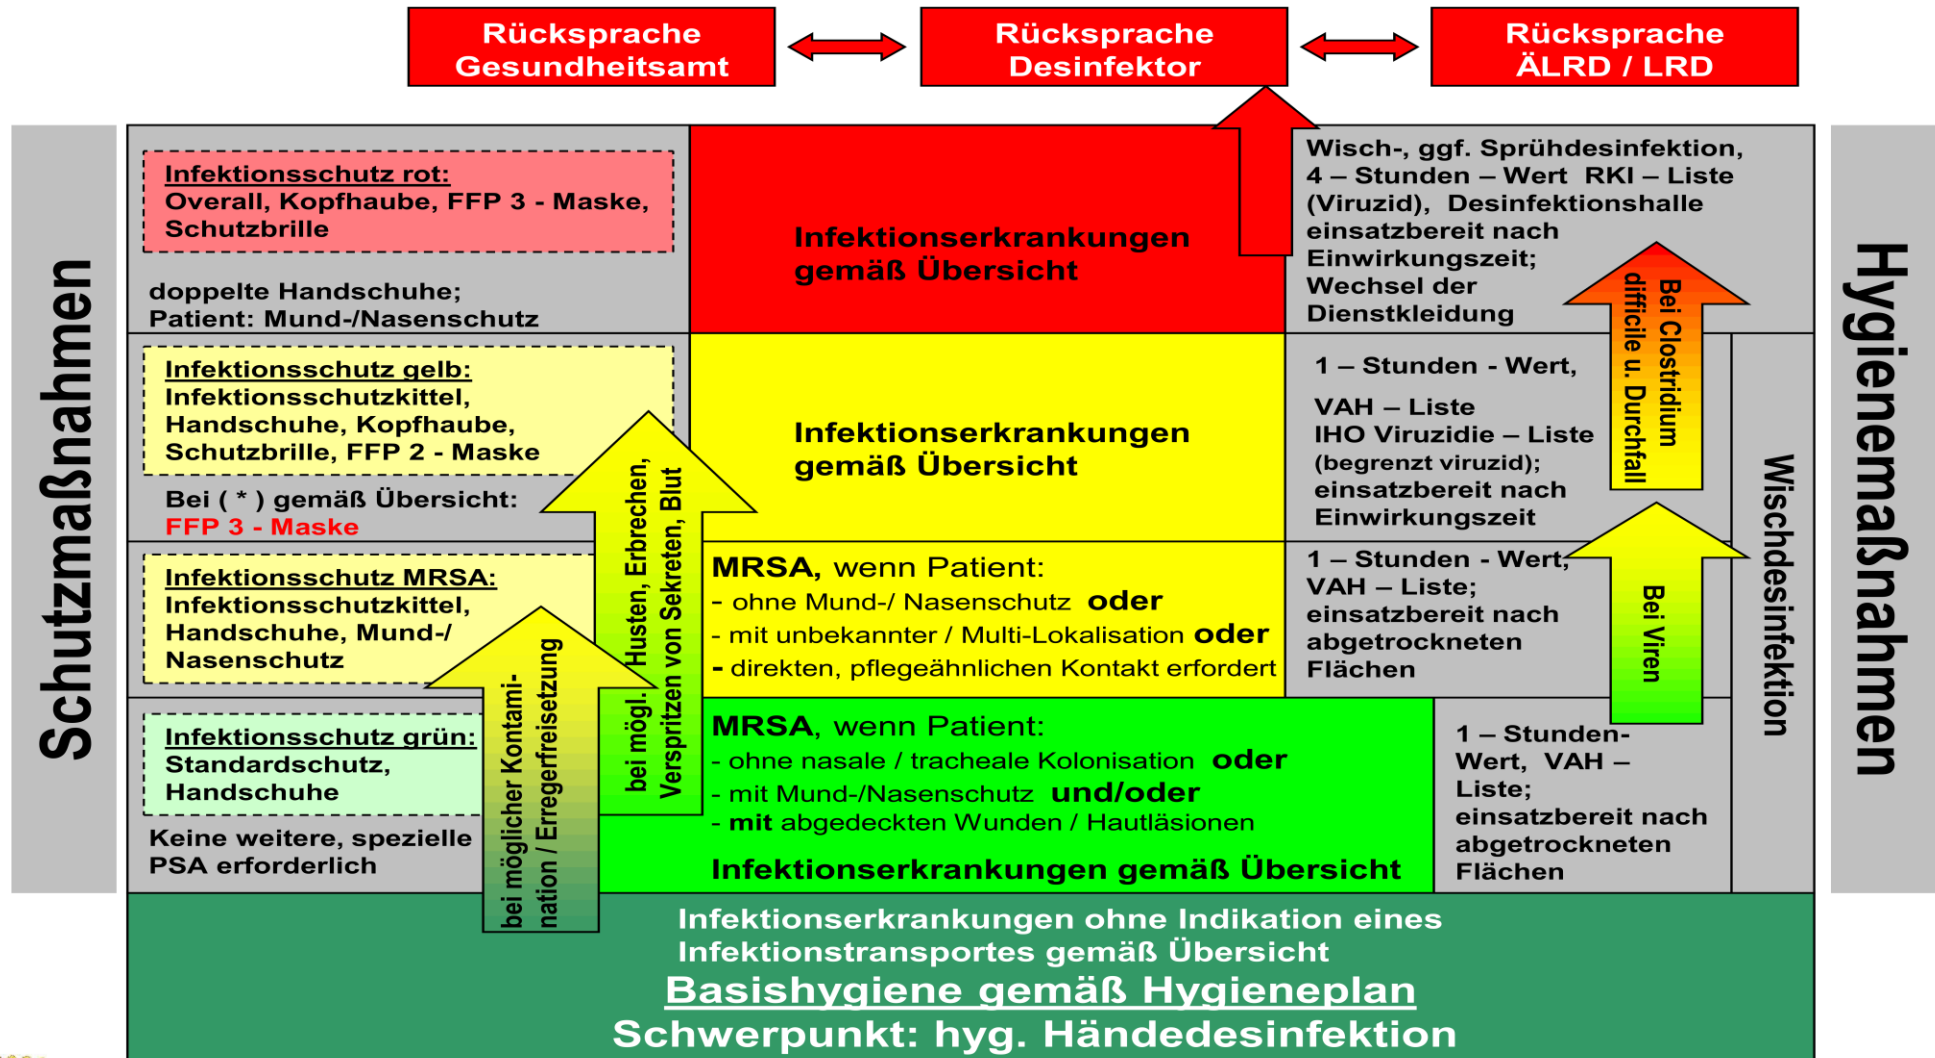 Rücksprache
Gesundheitsamt
Rücksprache
Desinfektor
Rücksprache
ÄLRD / LRD
Schutzmaßnahmen
Infektionsschutz rot:
Overall, Kopfhaube, FFP 3 - Maske,
Schutzbrille
doppelte Handschuhe;
Patient: Mund-/Nasenschutz
Infektionserkrankungen
gemäß Übersicht
Wisch-, ggf. Sprühdesinfektion,
4 – Stunden – Wert RKI – Liste
(Viruzid), Desinfektionshalle
einsatzbereit nach
Einwirkungszeit;
Wechsel der
Dienstkleidung
Bei Clostridium
difficile u. Durchfall
Hygienemaßnahmen
Infektionsschutz gelb:
Infektionsschutzkittel,
Handschuhe, Kopfhaube,
Schutzbrille, FFP 2 - Maske
Bei ( * ) gemäß Übersicht:
FFP 3 - Maske
bei mögl. Husten, Erbrechen,
Verspritzen von Sekreten, Blut
Infektionserkrankungen
gemäß Übersicht
1 – Stunden - Wert,
VAH – Liste
IHO Viruzidie – Liste
(begrenzt viruzid);
einsatzbereit nach
Einwirkungszeit
Wischdesinfektion
Infektionsschutz MRSA:
Infektionsschutzkittel,
Handschuhe, Mund-/
Nasenschutz
bei möglicher Kontami-
nation / Erregerfreisetzung
MRSA, wenn Patient:
- ohne Mund-/ Nasenschutz oder
- mit unbekannter / Multi-Lokalisation oder
- direkten, pflegeähnlichen Kontakt erfordert
1 – Stunden - Wert,
VAH – Liste;
einsatzbereit nach
abgetrockneten
Flächen
Bei Viren
Infektionsschutz grün:
Standardschutz,
Handschuhe
Keine weitere, spezielle
PSA erforderlich
MRSA, wenn Patient:
- ohne nasale / tracheale Kolonisation oder
- mit Mund-/Nasenschutz und/oder
- mit abgedeckten Wunden / Hautläsionen
Infektionserkrankungen gemäß Übersicht
1 – Stunden-
Wert, VAH –
Liste;
einsatzbereit nach
abgetrockneten
Flächen
Infektionserkrankungen ohne Indikation eines
Infektionstransportes gemäß Übersicht
Basishygiene gemäß Hygieneplan
Schwerpunkt: hyg. Händedesinfektion